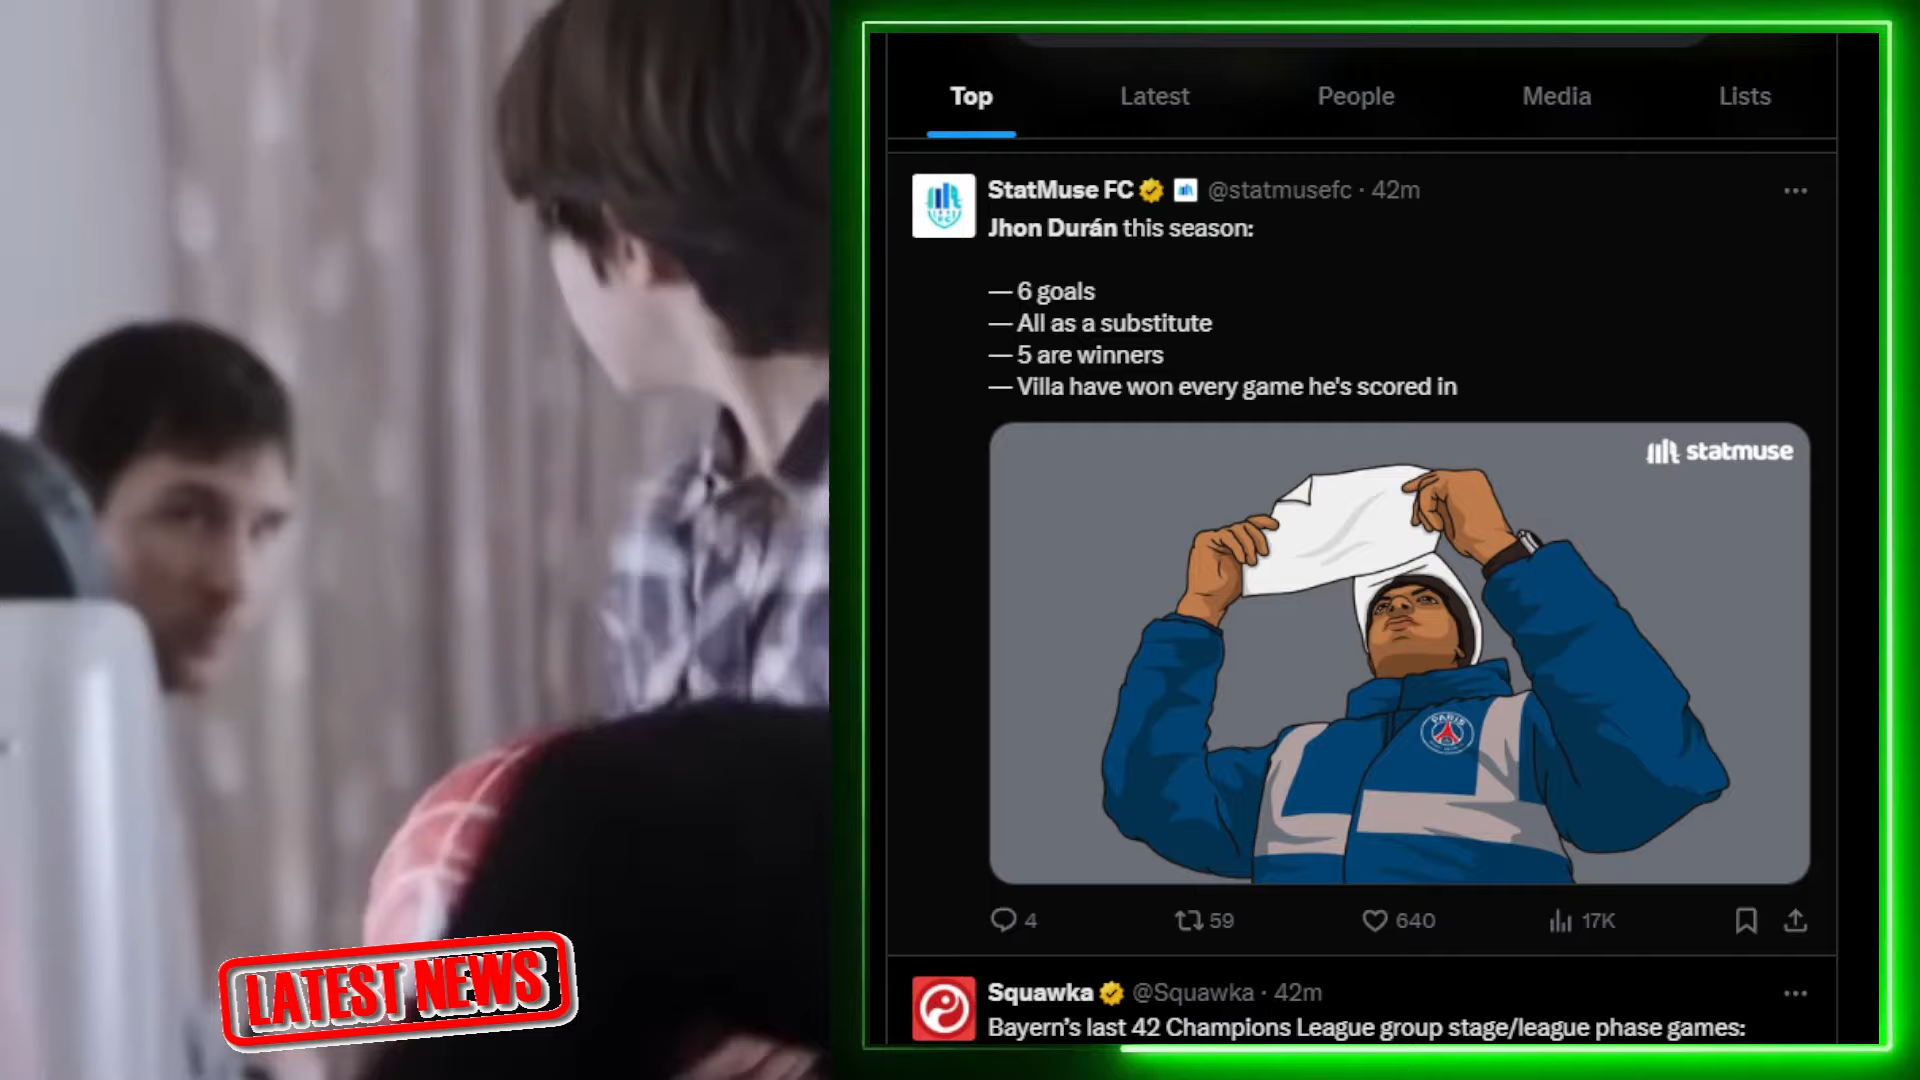 Top
Latest
People
Media
Lists
StatMuse FC @statmusefc · 42m
Jhon Durán this season:
— 6 goals
— All as a substitute
— 5 are winners
— Villa have won every game he's scored in
statmuse
PARIS
4
59
640
17K
LATEST NEWS
Squawka @Squawka · 42m
Bayern's last 42 Champions League group stage/league phase games: